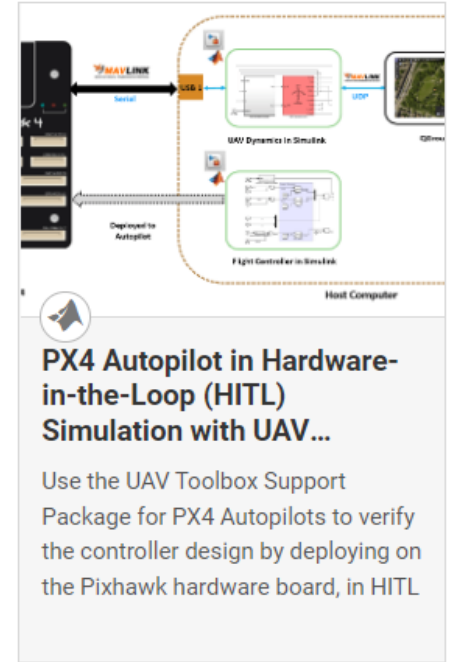 MAVLINK
Serial
USB 1
MAVLINK
UDP
UAV Dynamics in Simulink
QGrou
k 4
Deployed to
Autopilot
Flight Controller in Simulink
Host Computer
PX4 Autopilot in Hardware-
in-the-Loop (HITL)
Simulation with UAV...
Use the UAV Toolbox Support
Package for PX4 Autopilots to verify
the controller design by deploying on
the Pixhawk hardware board, in HITL